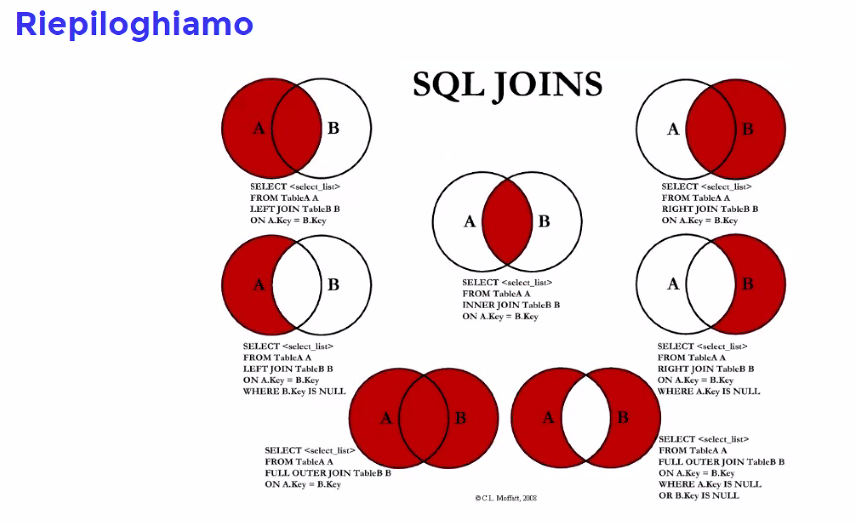 Riepiloghiamo
SQL JOINS
A
B
SELECT <select_list>
FROM TableA A
LEFT JOIN TableB B
ON A.Key = B.Key
A
B
SELECT <select_list>
FROM TableA A
RIGHT JOIN TableB B
ON A.Key = B.Key
A
B
SELECT <select_list>
FROM TableA A
INNER JOIN TableB B
ON A.Key = B.Key
A
B
SELECT <select_list>
FROM TableA A
LEFT JOIN TableB B
ON A.Key = B.Key
WHERE B.Key IS NULL
A
B
SELECT <select_list>
FROM TableA A
RIGHT JOIN TableB B
ON A.Key = B.Key
WHERE A.Key IS NULL
A
B
SELECT <select_list>
FROM TableA A
FULL OUTER JOIN TableB B
ON A.Key = B.Key
A
B
SELECT <select_list>
FROM TableA A
FULL OUTER JOIN TableB B
ON A.Key = B.Key
WHERE A.Key IS NULL
OR B.Key IS NULL
© C.L. Moffatt, 2008